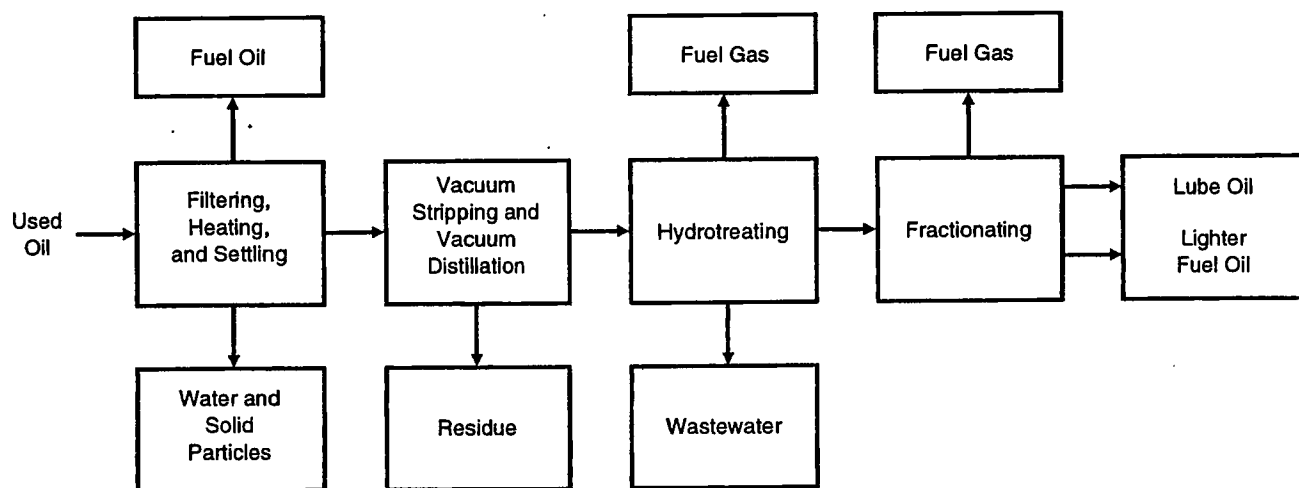 Fuel Oil
Fuel Gas
Fuel Gas
Used
Oil
Filtering,
Heating,
and Settling
Vacuum
Stripping and
Vacuum
Distillation
Hydrotreating
Fractionating
Lube Oil
Lighter
Fuel Oil
Water and
Solid
Particles
Residue
Wastewater